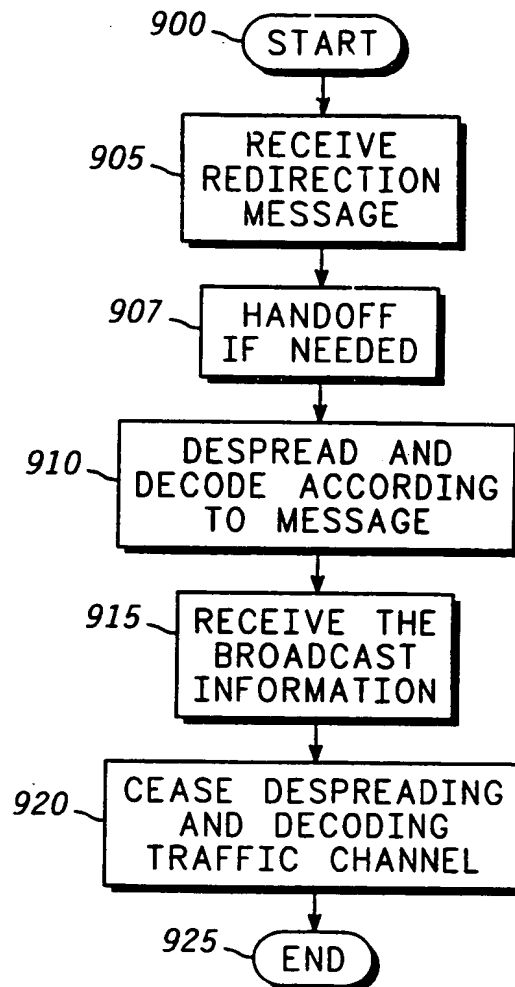 900
START
905
RECEIVE
REDIRECTION
MESSAGE
907
HANDOFF
IF NEEDED
910
DESPREAD AND
DECODE ACCORDING
TO MESSAGE
915
RECEIVE THE
BROADCAST
INFORMATION
920
CEASE DESPREADING
AND DECODING
TRAFFIC CHANNEL
925
END